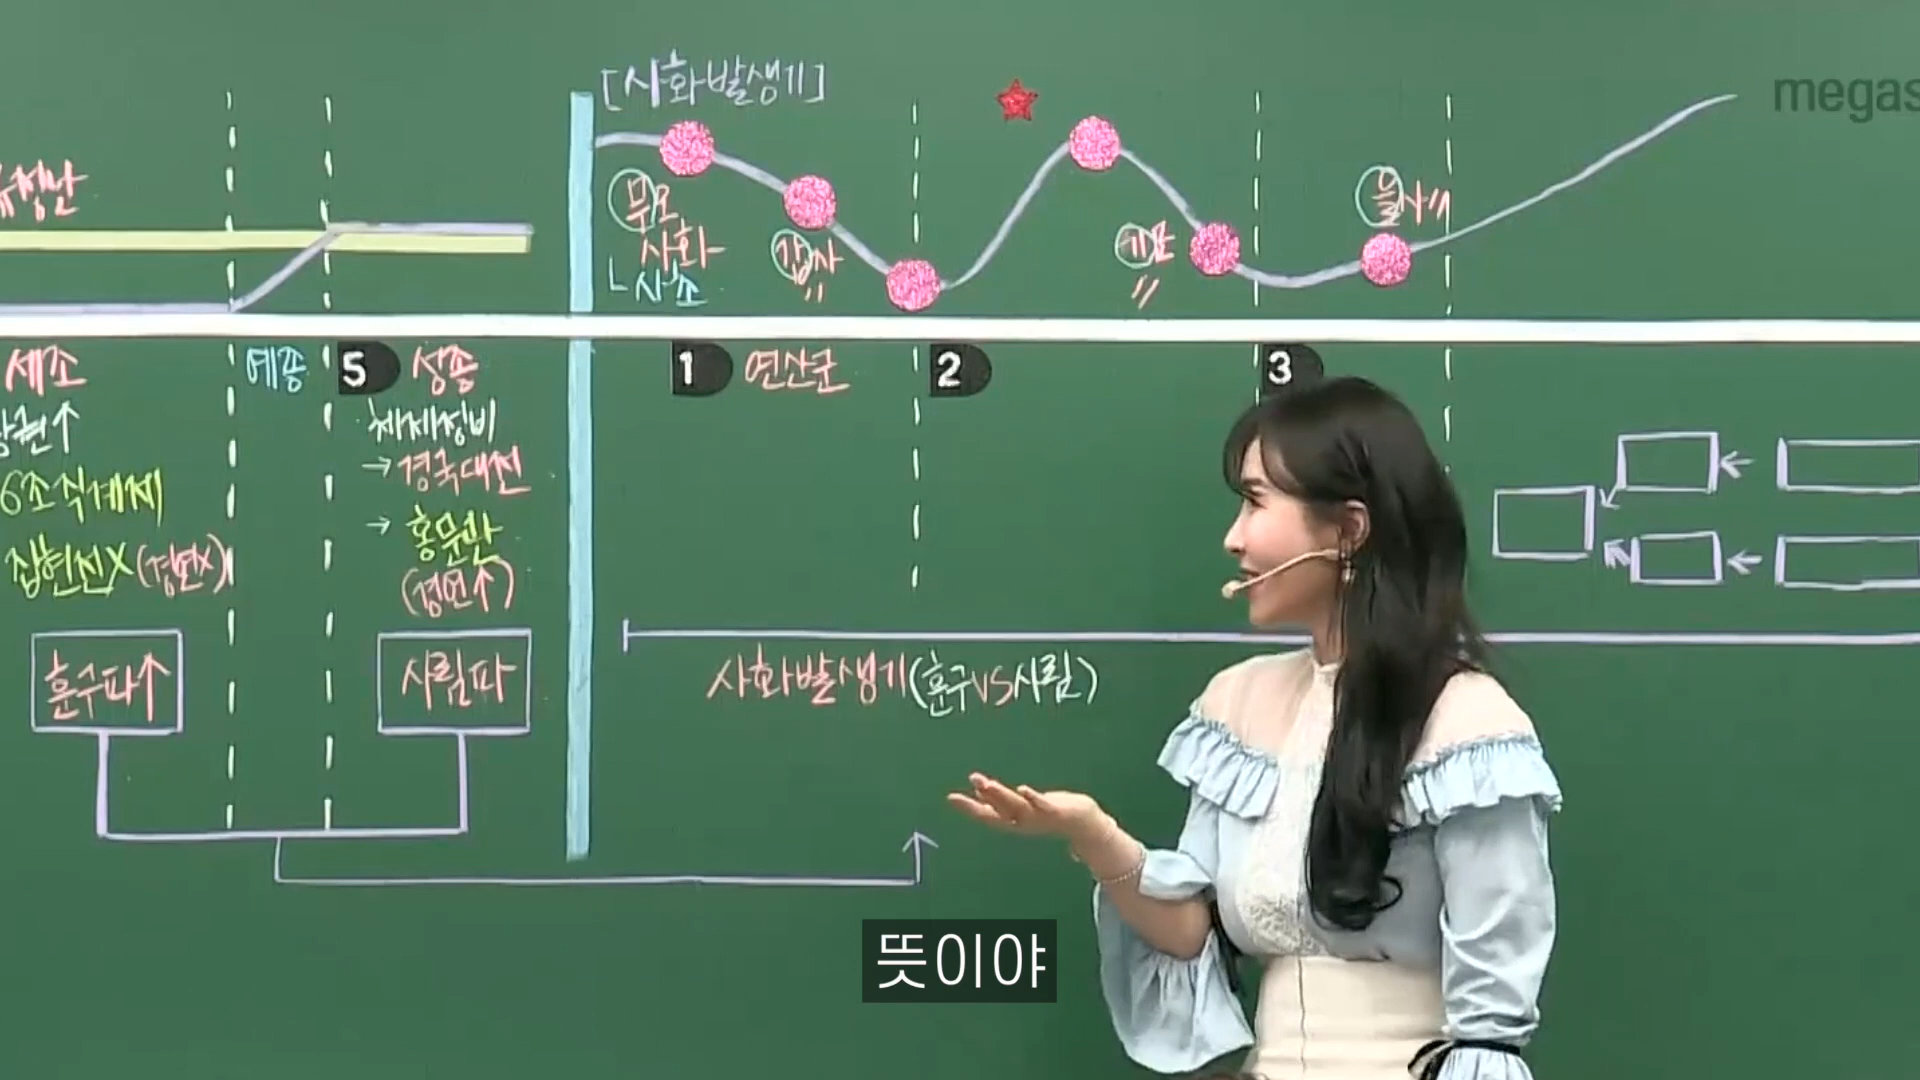 [사화발생기]
megas
유정난
무오
사화
갑자〃
기묘
〃
을사〃
└사초
세조
예종
5 성종
1 연산군
2
3
왕권↑
체제정비
6조직계제
→경국대전
집현전X(경연X)
→ 홍문관
(경연↑)
훈구파↑
사림파
사화발생기(훈구VS사림)
뜻이야